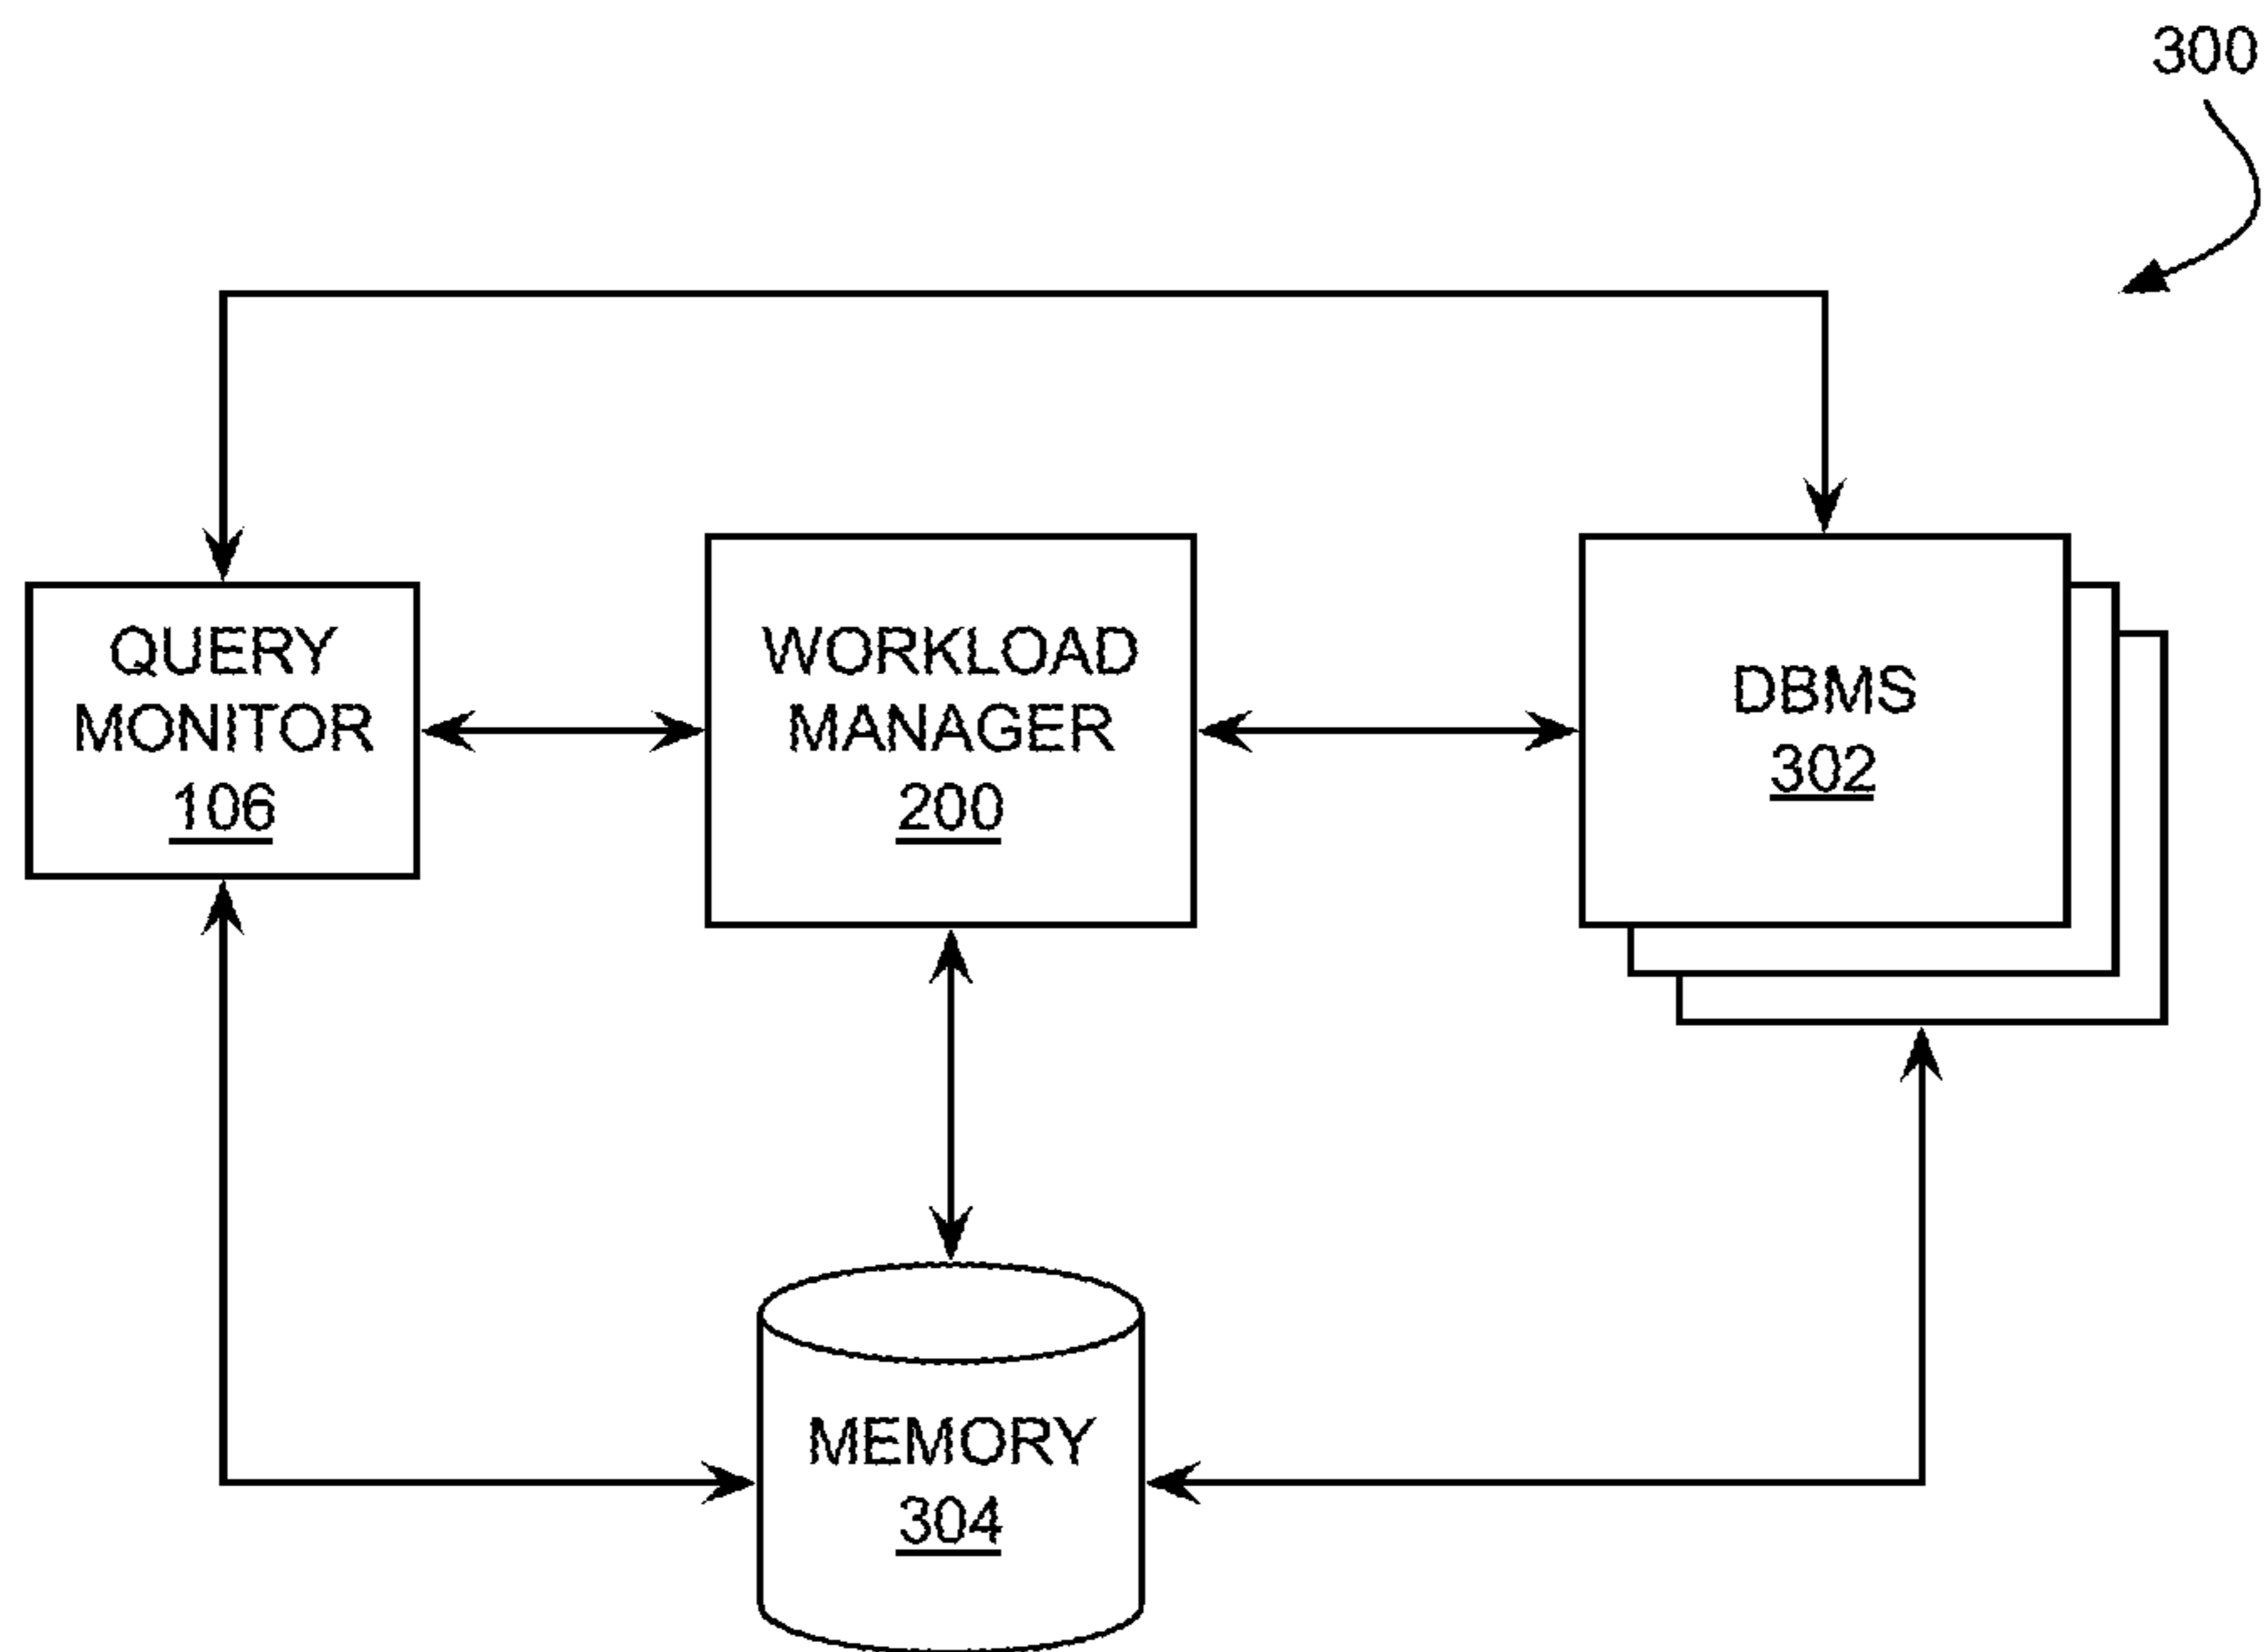 300
QUERY
MONITOR
106
WORKLOAD
MANAGER
200
DBMS
302
MEMORY
304